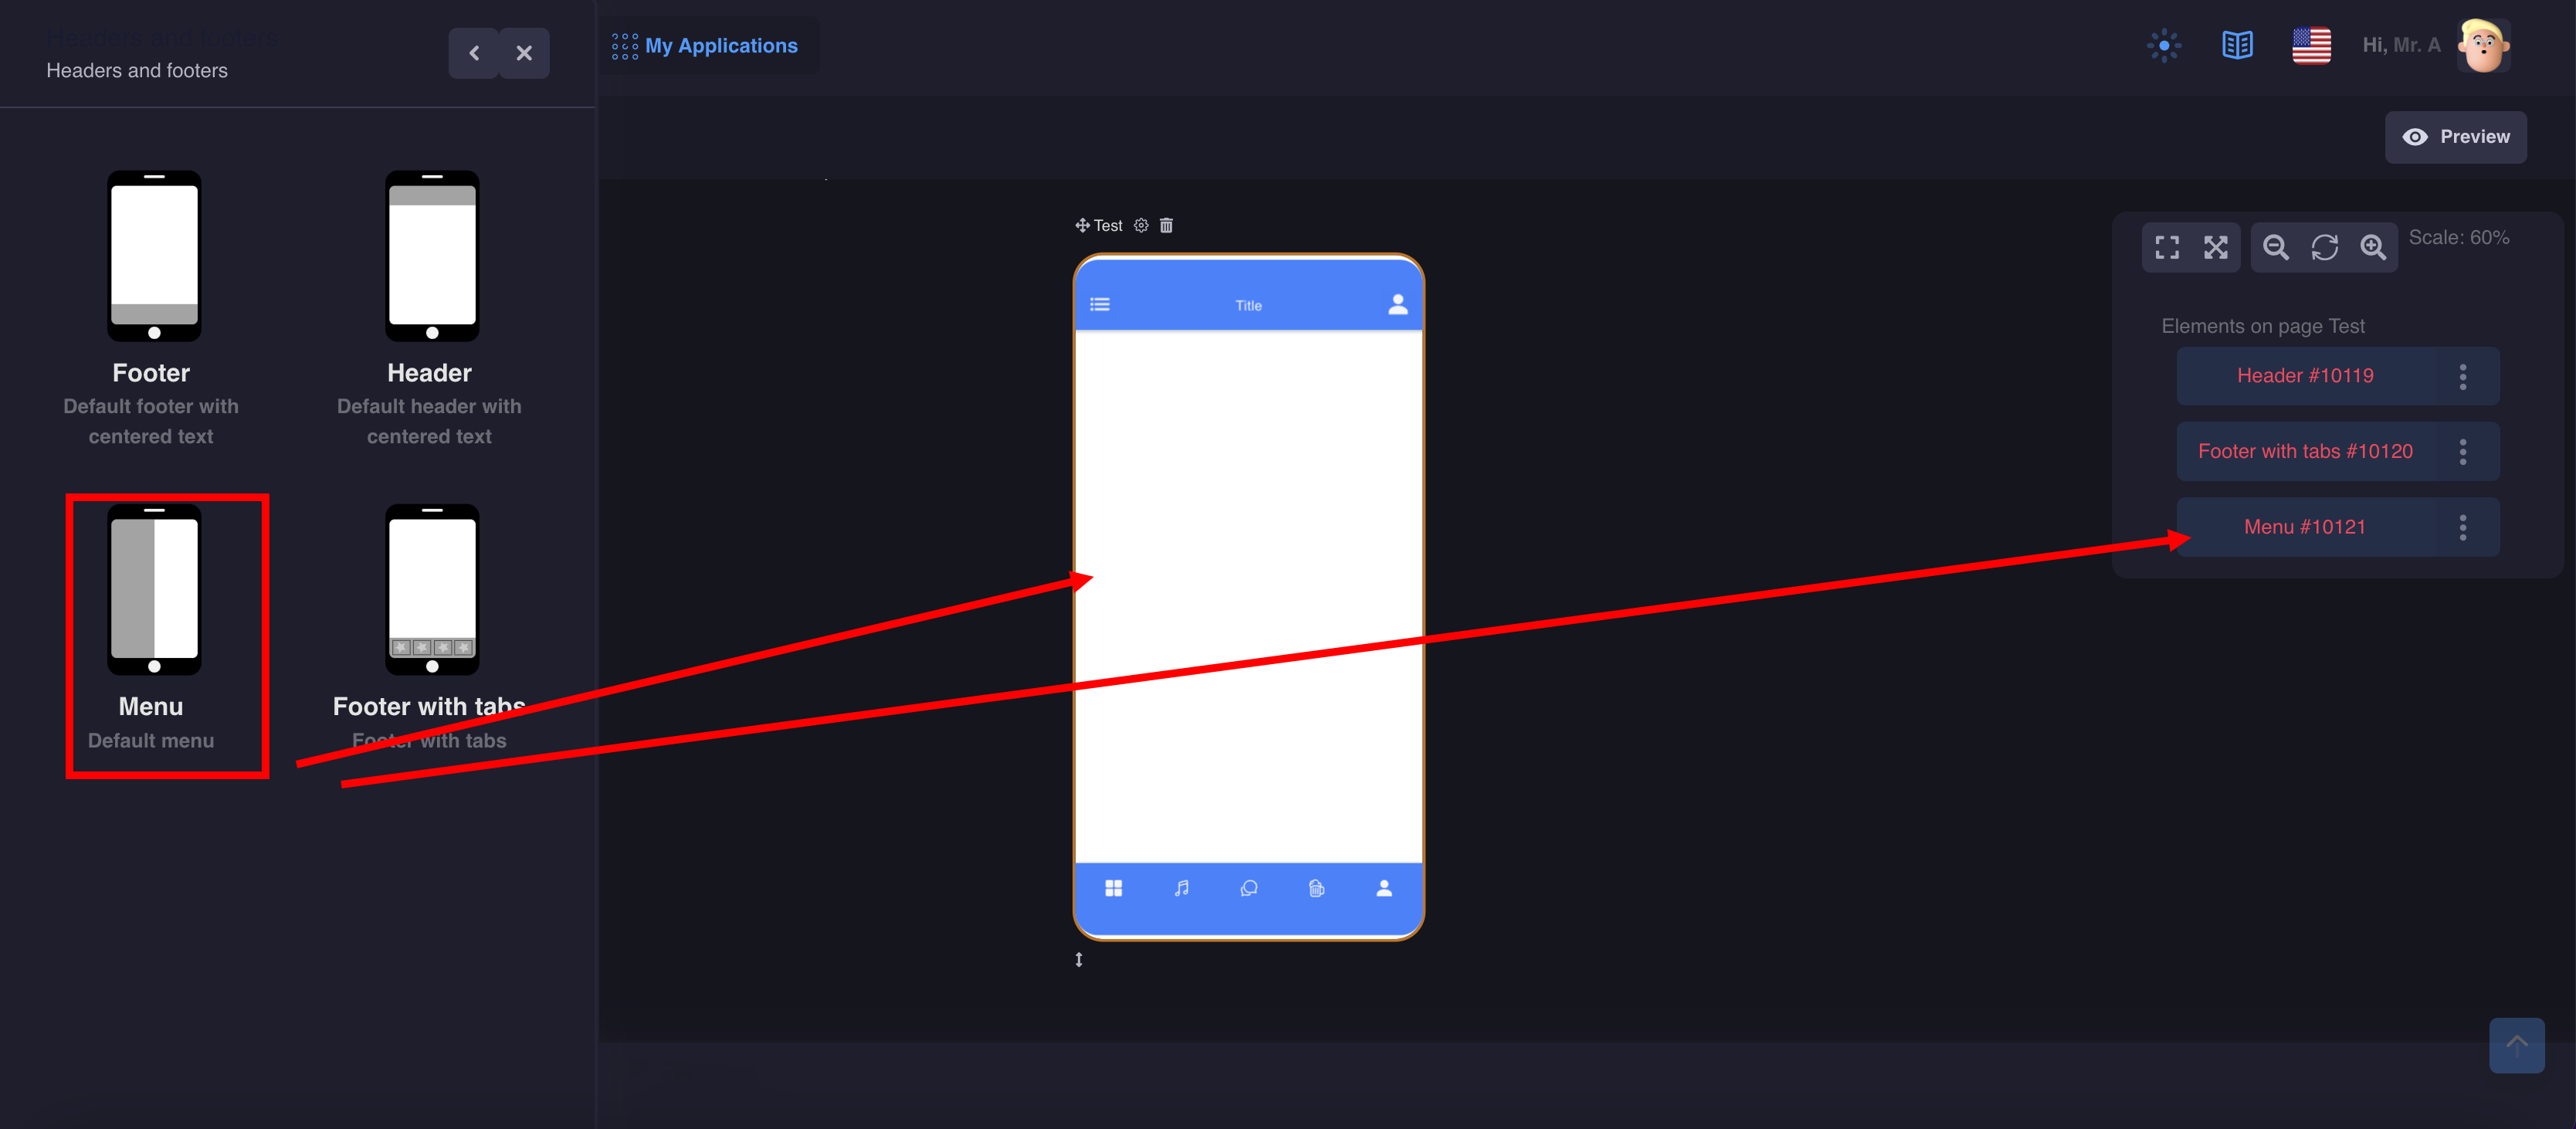 Headers and footers
Headers and footers
My Applications
Hi, Mr. A
Preview
Test
Scale: 60%
Title
Elements on page Test
Header #10119
Footer with tabs #10120
Menu #10121
Footer
Default footer with
centered text
Header
Default header with
centered text
Menu
Default menu
Footer with tabs
Footer with tabs